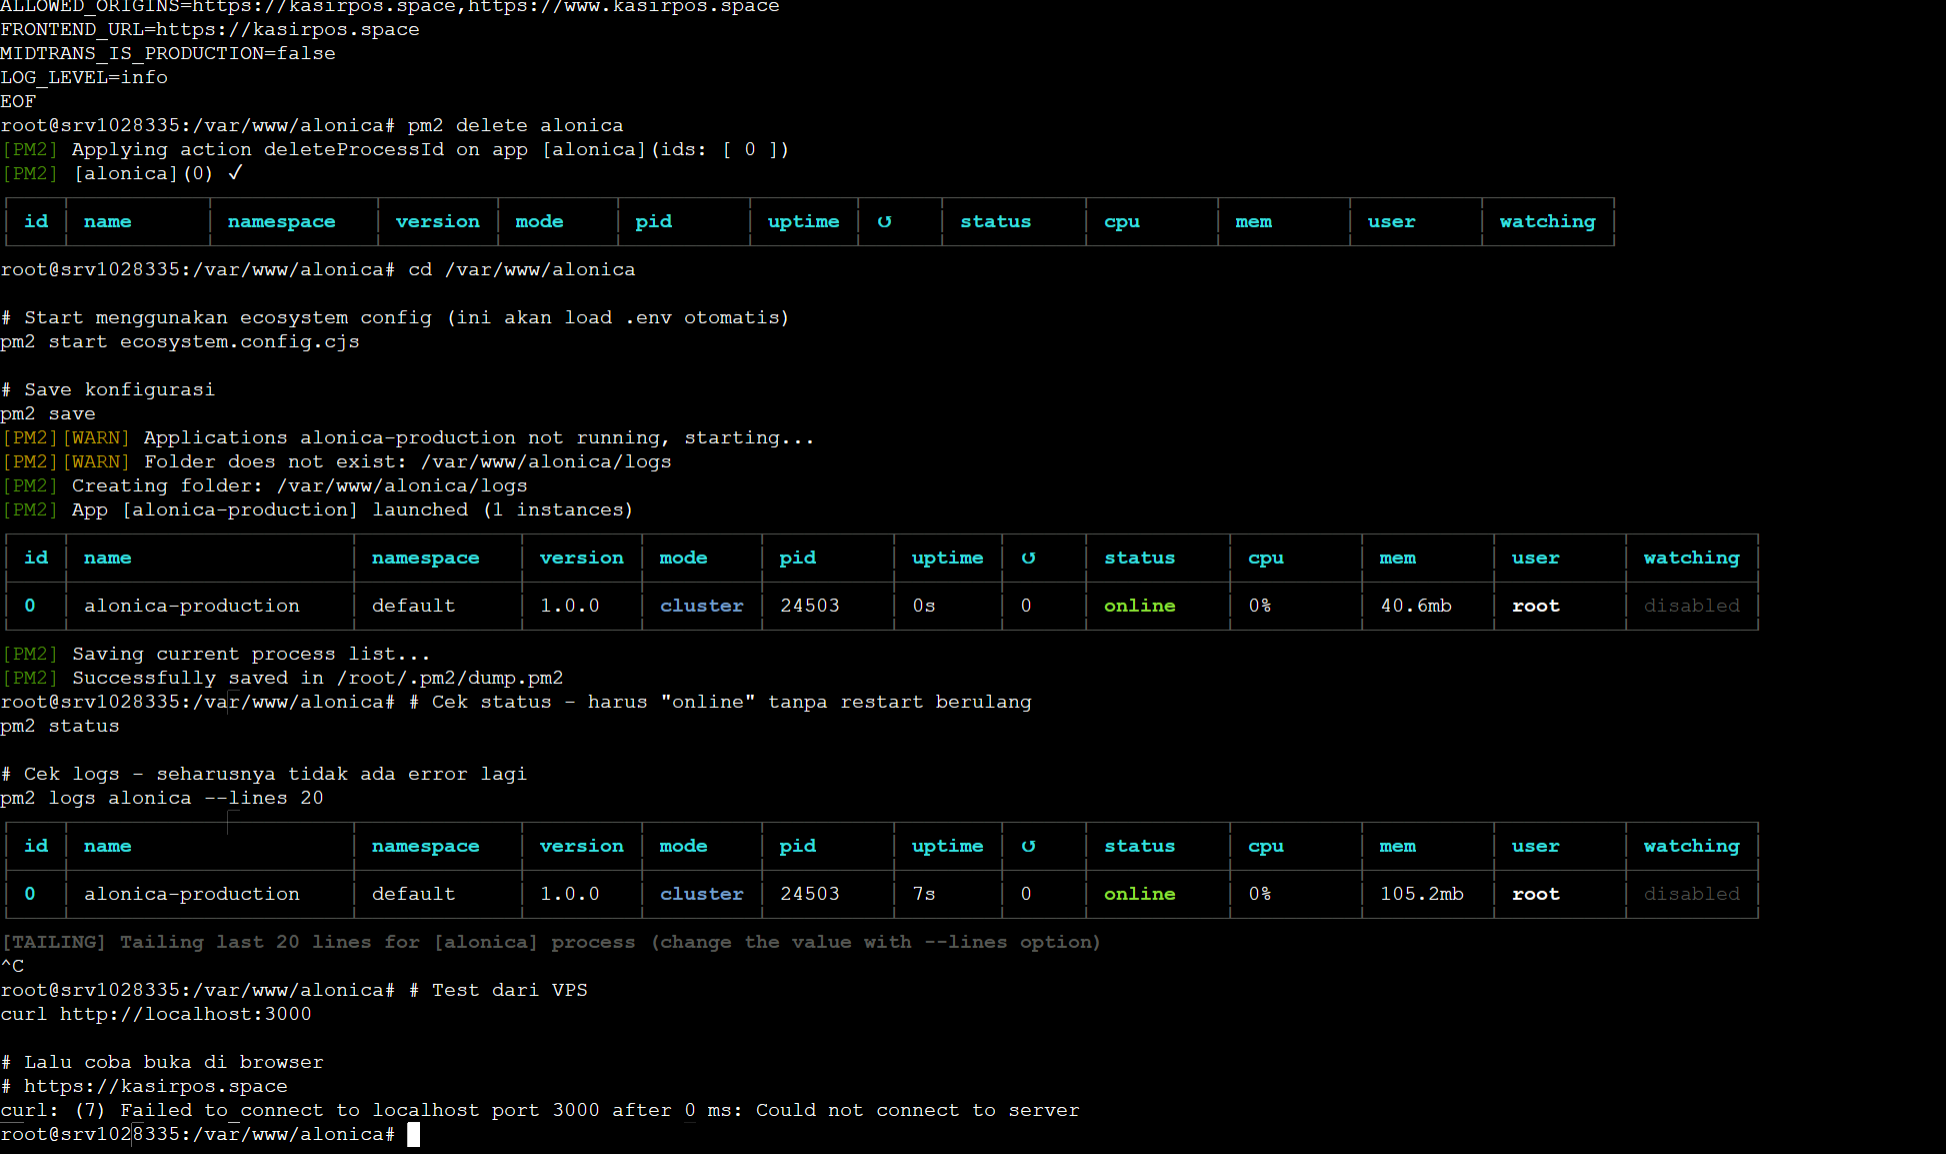 ALLOWED_ORIGINS=https://kasirpos.space,https://www.kasirpos.space
FRONTEND_URL=https://kasirpos.space
MIDTRANS_IS_PRODUCTION=false
LOG_LEVEL=info
EOF
root@srv1028335:/var/www/alonica# pm2 delete alonica
[PM2] Applying action deleteProcessId on app [alonica](ids: [ 0 ])
[PM2] [alonica](0) ✓
id name namespace version mode pid uptime ↺ status cpu mem user watching
root@srv1028335:/var/www/alonica# cd /var/www/alonica
# Start menggunakan ecosystem config (ini akan load .env otomatis)
pm2 start ecosystem.config.cjs
# Save konfigurasi
pm2 save
[PM2][WARN] Applications alonica-production not running, starting...
[PM2][WARN] Folder does not exist: /var/www/alonica/logs
[PM2] Creating folder: /var/www/alonica/logs
[PM2] App [alonica-production] launched (1 instances)
id name namespace version mode pid uptime ↺ status cpu mem user watching
0 alonica-production default 1.0.0 cluster 24503 0s 0 online 0% 40.6mb root disabled
[PM2] Saving current process list...
[PM2] Successfully saved in /root/.pm2/dump.pm2
root@srv1028335:/var/www/alonica# # Cek status - harus "online" tanpa restart berulang
pm2 status
# Cek logs - seharusnya tidak ada error lagi
pm2 logs alonica --lines 20
id name namespace version mode pid uptime ↺ status cpu mem user watching
0 alonica-production default 1.0.0 cluster 24503 7s 0 online 0% 105.2mb root disabled
[TAILING] Tailing last 20 lines for [alonica] process (change the value with --lines option)
^C
root@srv1028335:/var/www/alonica# # Test dari VPS
curl http://localhost:3000
# Lalu coba buka di browser
# https://kasirpos.space
curl: (7) Failed to connect to localhost port 3000 after 0 ms: Could not connect to server
root@srv1028335:/var/www/alonica#